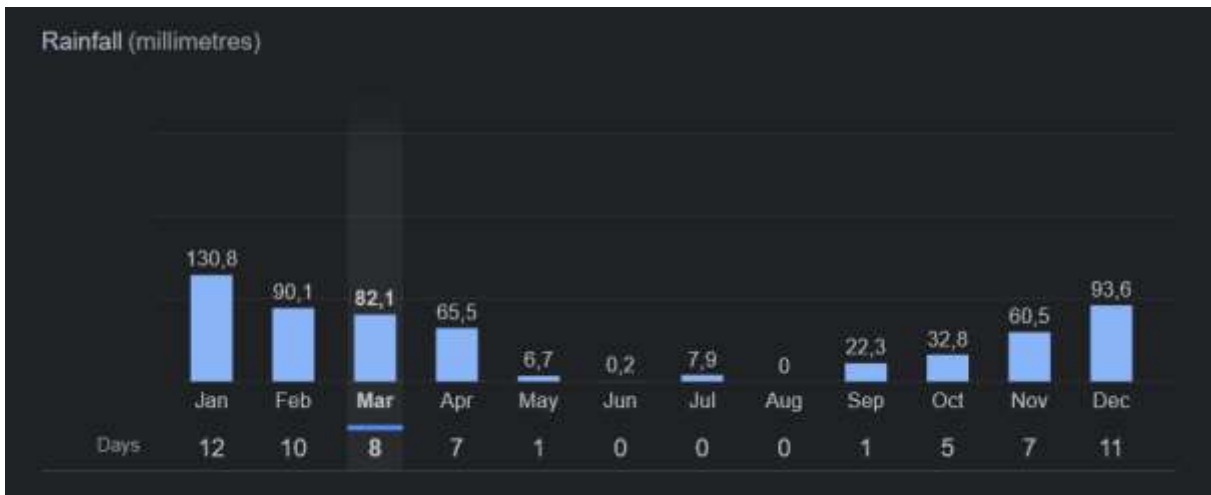 Rainfall (millimetres)
130,8 90,1 82,1 65,5 6,7 0,2 7,9 0 22,3 32,8 60,5 93,6
Jan Feb Mar Apr May Jun Jul Aug Sep Oct Nov Dec
Days 12 10 8 7 1 0 0 0 1 5 7 11